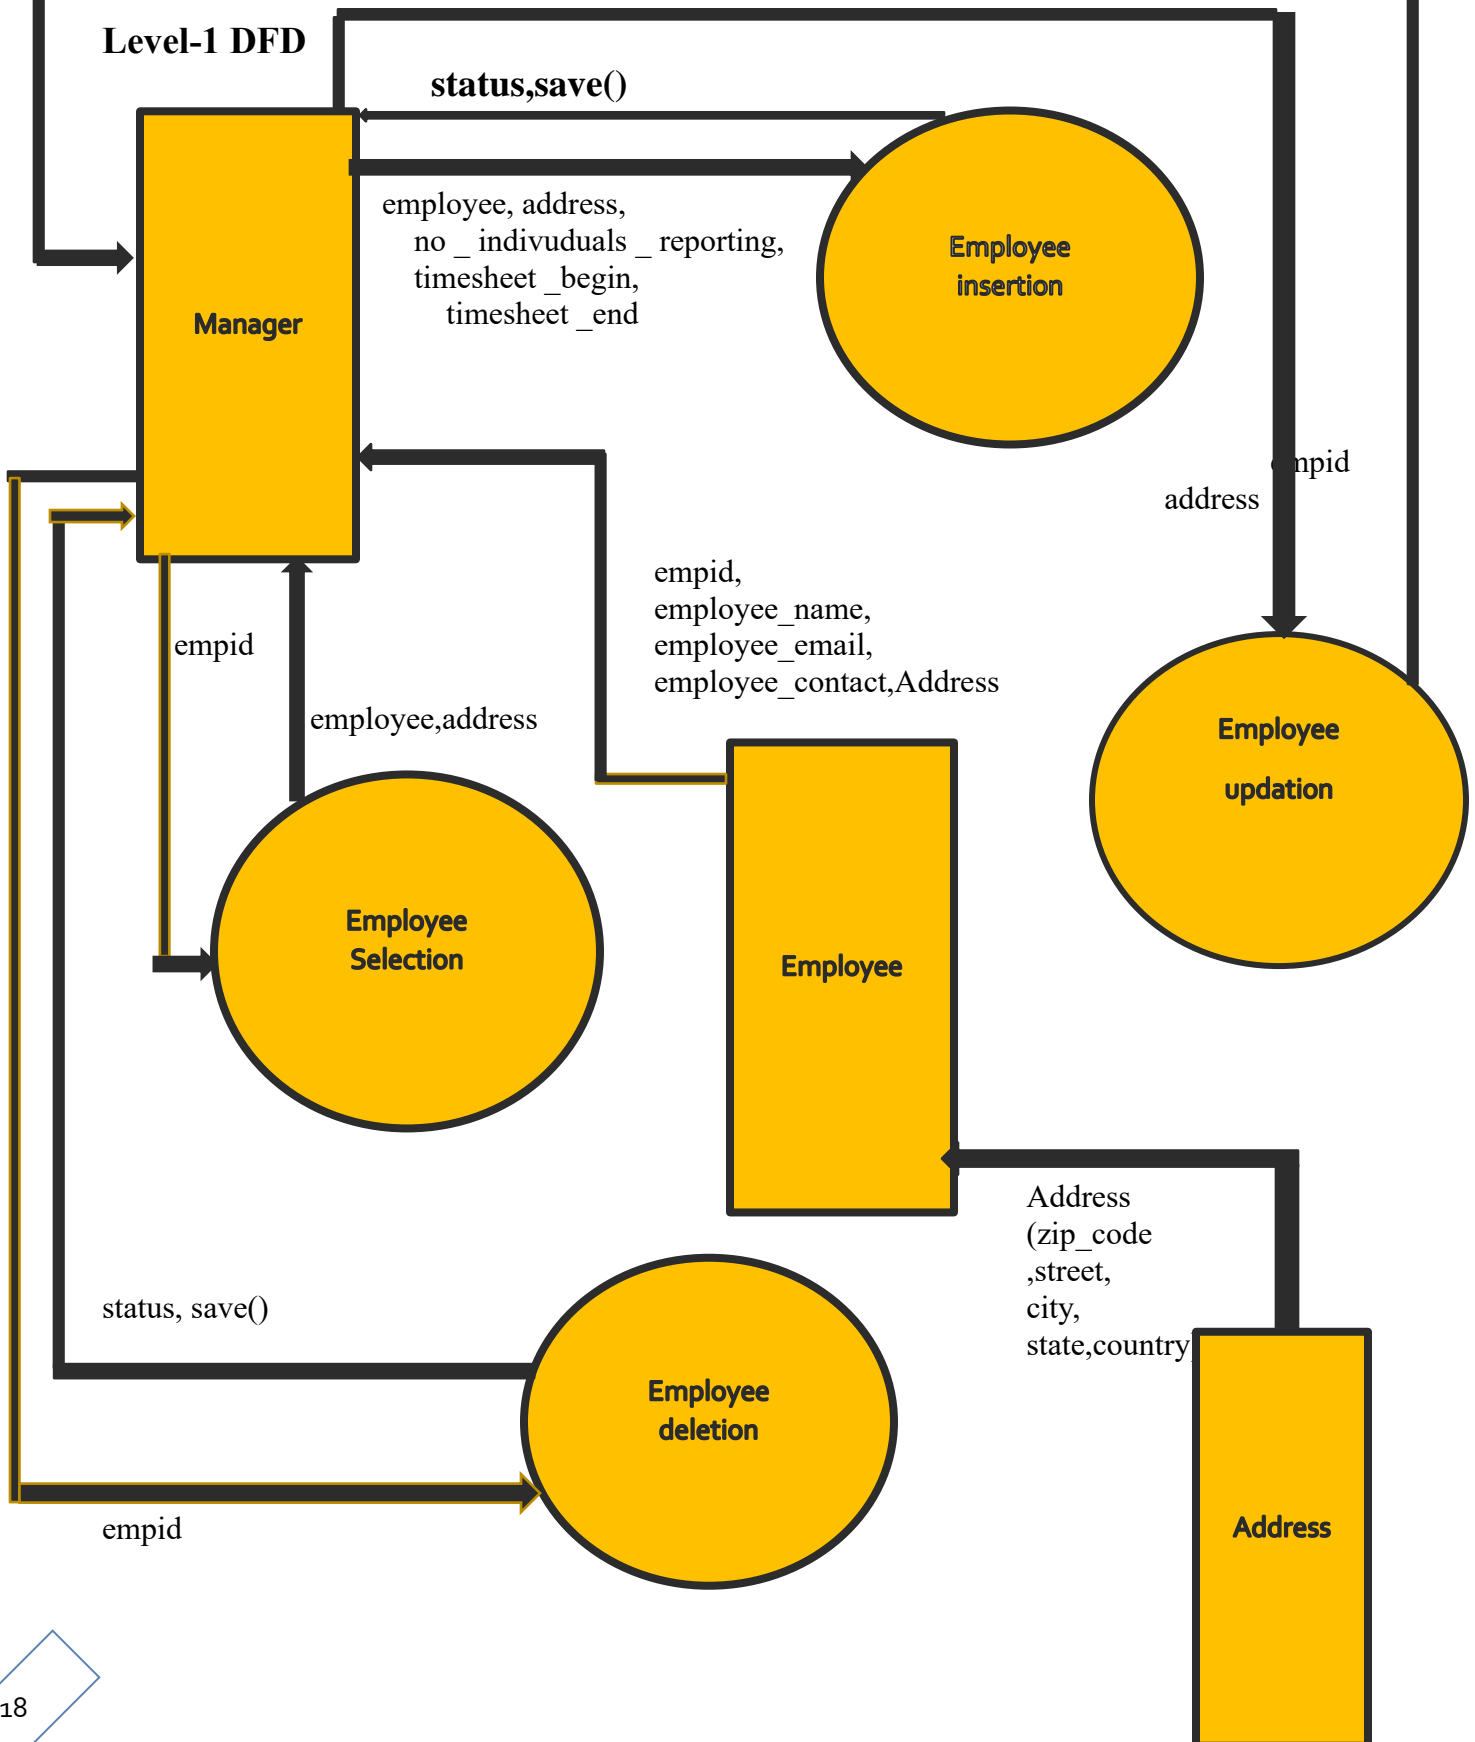 Level-1 DFD
status,save()
employee, address,
no _ indivuduals _ reporting,
timesheet _begin,
timesheet _end
Employee
insertion
Manager
empid
address
empid,
employee_name,
employee_email,
employee_contact,Address
empid
employee,address
Employee
updation
Employee
Selection
Employee
Address
(zip_code
,street,
city,
state,country
status, save()
Employee
deletion
empid
Address
18